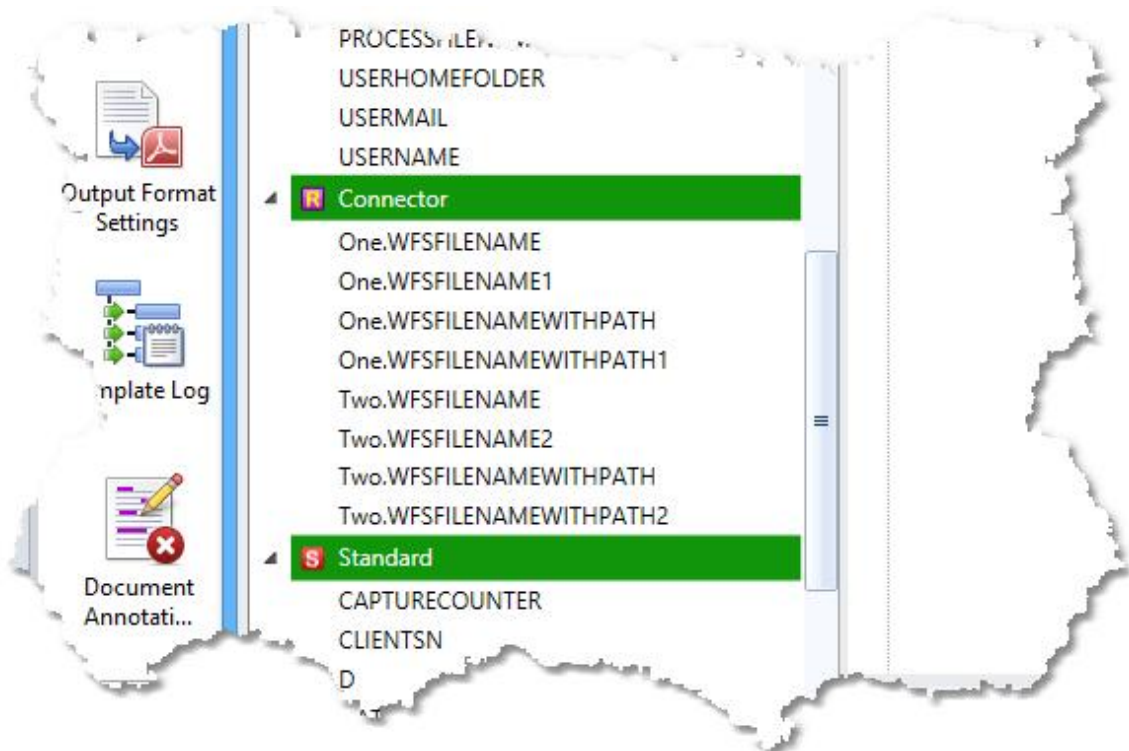 USERHOMEFOLDER
USERMAIL
USERNAME
Output Format
Settings
R Connector
One.WFSFILENAME
One.WFSFILENAME1
One.WFSFILENAMEWITHPATH
One.WFSFILENAMEWITHPATH1
Log
Two.WFSFILENAME
Two.WFSFILENAME2
Two.WFSFILENAMEWITHPATH
Two.WFSFILENAMEWITHPATH2
S Standard
Document
Annotati...
CAPTURECOUNTER
CLIENTSN